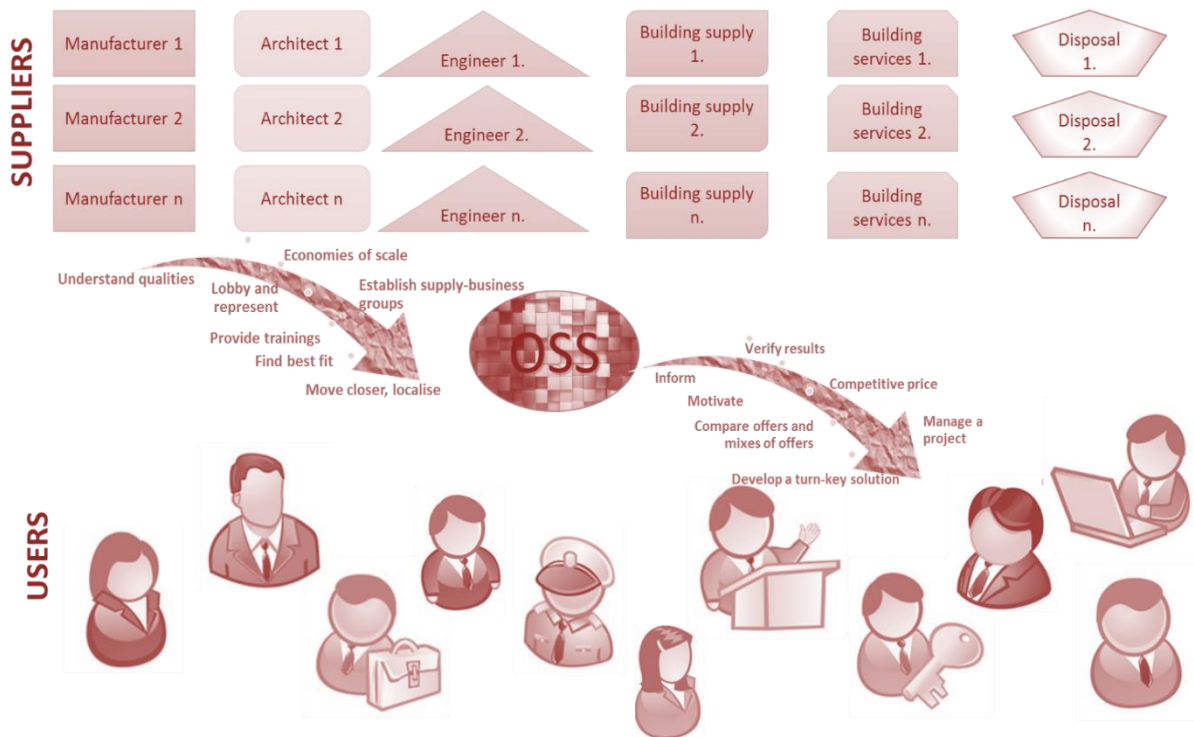 SUPPLIERS
Manufacturer 1
Architect 1
Engineer 1.
Building supply
1.
Building
services 1.
Disposal
1.
Manufacturer 2
Architect 2
Engineer 2.
Building supply
2.
Building
services 2.
Disposal
2.
Manufacturer n
Architect n
Engineer n.
Building supply
n.
Building
services n.
Disposal
n.
Understand qualities
Economies of scale
Lobby and
represent
Establish supply-business
groups
Provide trainings
Find best fit
Move closer, localise
OSS
Verify results
Inform
Competitive price
Motivate
Compare offers and
mixes of offers
Manage a
project
Develop a turn-key solution
USERS